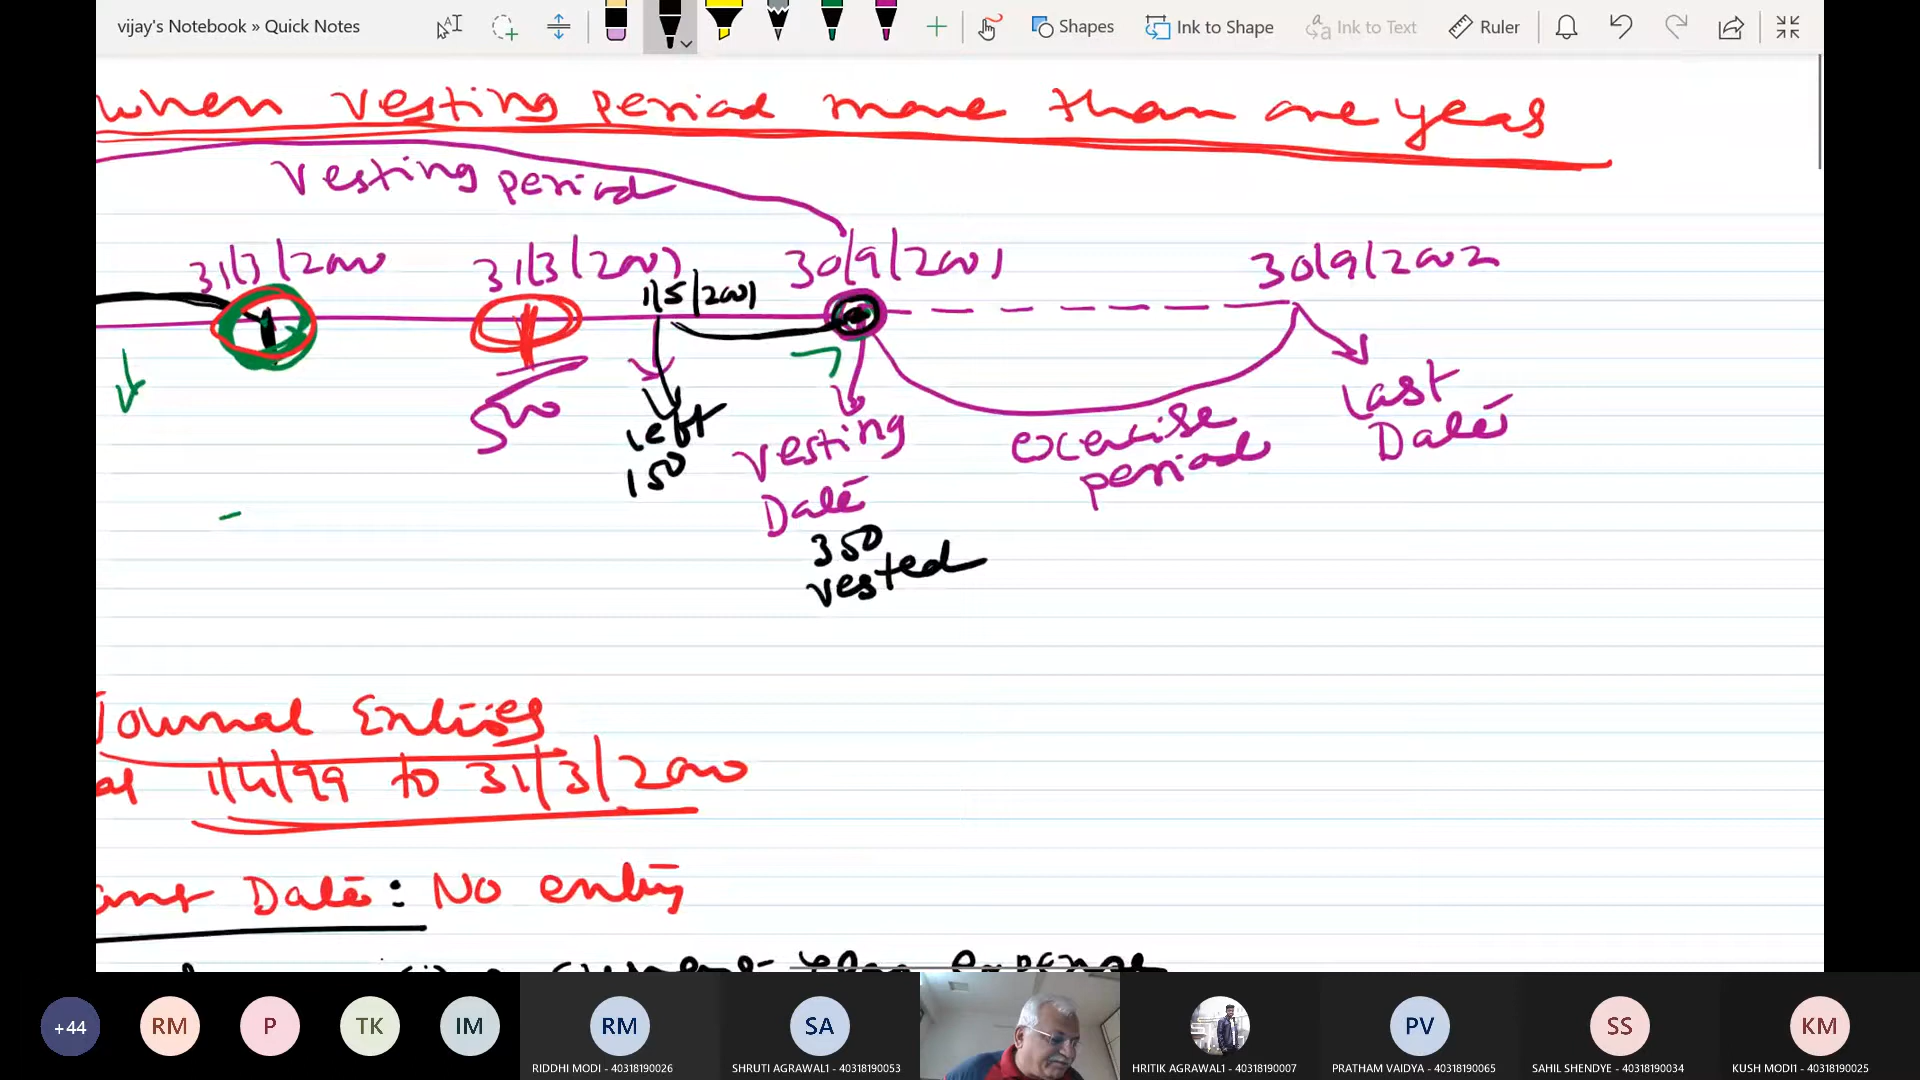 vijay's Notebook » Quick Notes
Shapes
Ink to Shape
Ink to Text
Ruler
when vesting period more than one year
vesting period
31/3/2000
31/3/2001
1/5/2001
30/9/2001
30/9/2002
500
left
150
vesting
Date
350
vested
excercise
period
Last
Date
Journal Entries
1/4/99 to 31/3/2000
Date: No entry
expense
+44
RM
P
TK
IM
RM
SA
PV
SS
KM
RIDDHI MODI - 40318190026
SHRUTI AGRAWAL1 - 40318190053
HRITIK AGRAWAL1 - 40318190007
PRATHAM VAIDYA - 40318190065
SAHIL SHENDYE - 40318190034
KUSH MODI1 - 40318190025